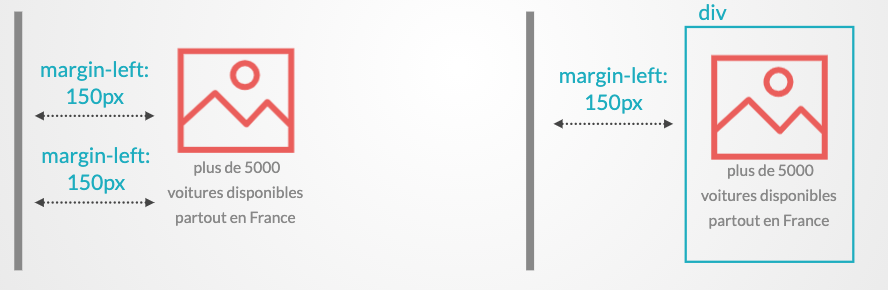 margin-left:
150px
margin-left:
150px
plus de 5000
voitures disponibles
partout en France
div
margin-left:
150px
plus de 5000
voitures disponibles
partout en France